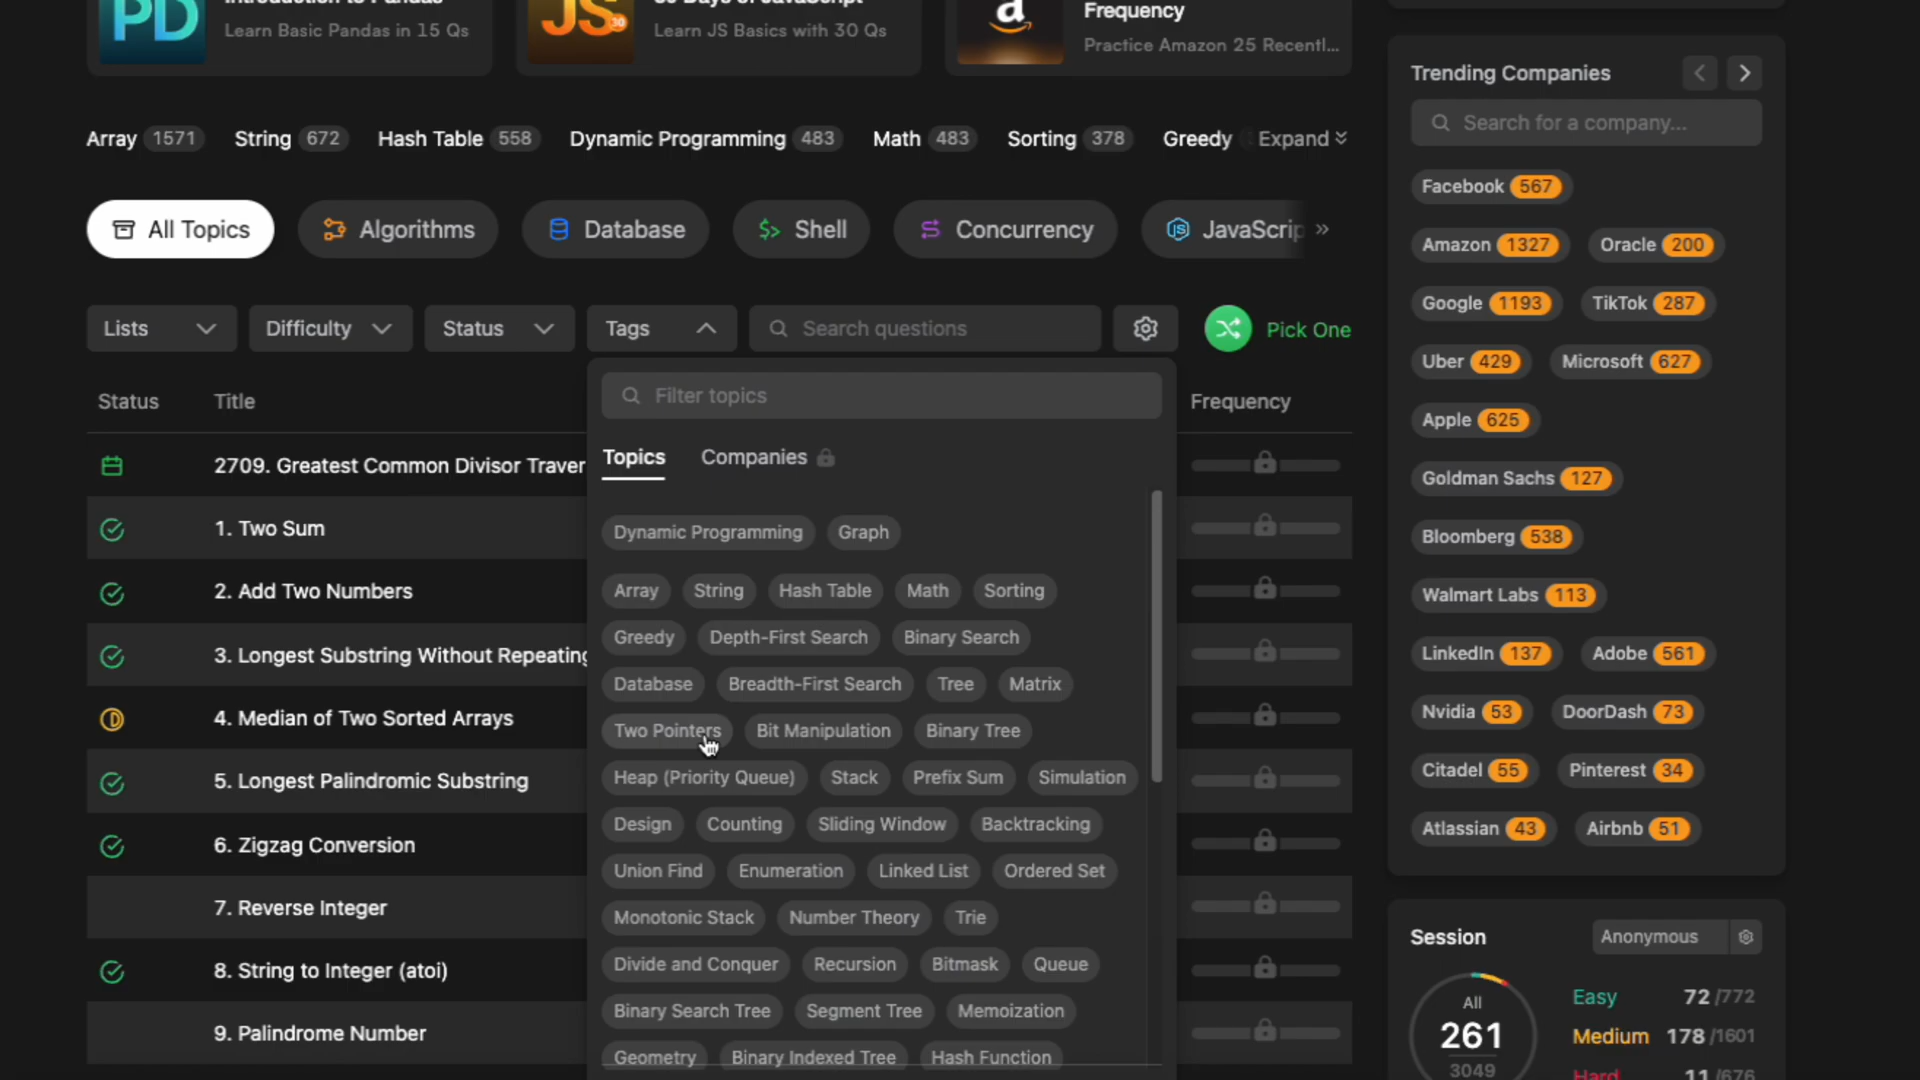 PD
Learn Basic Pandas in 15 Qs
JS
30
Learn JS Basics with 30 Qs
a
Frequency
Practice Amazon 25 Recentl...
Array 1571 String 672 Hash Table 558 Dynamic Programming 483 Math 483 Sorting 378 Greedy Expand
All Topics Algorithms Database Shell Concurrency JavaScrip
Lists Difficulty Status Tags Search questions Pick One
Status Title Frequency
2709. Greatest Common Divisor Traver
1. Two Sum
2. Add Two Numbers
3. Longest Substring Without Repeating
4. Median of Two Sorted Arrays
5. Longest Palindromic Substring
6. Zigzag Conversion
7. Reverse Integer
8. String to Integer (atoi)
9. Palindrome Number
Filter topics
Topics Companies
Dynamic Programming Graph
Array String Hash Table Math Sorting
Greedy Depth-First Search Binary Search
Database Breadth-First Search Tree Matrix
Two Pointers Bit Manipulation Binary Tree
Heap (Priority Queue) Stack Prefix Sum Simulation
Design Counting Sliding Window Backtracking
Union Find Enumeration Linked List Ordered Set
Monotonic Stack Number Theory Trie
Divide and Conquer Recursion Bitmask Queue
Binary Search Tree Segment Tree Memoization
Geometry Binary Indexed Tree Hash Function
Trending Companies
Search for a company...
Facebook 567
Amazon 1327 Oracle 200
Google 1193 TikTok 287
Uber 429 Microsoft 627
Apple 625
Goldman Sachs 127
Bloomberg 538
Walmart Labs 113
LinkedIn 137 Adobe 561
Nvidia 53 DoorDash 73
Citadel 55 Pinterest 34
Atlassian 43 Airbnb 51
Session Anonymous
All
261
3049
Easy 72 /772
Medium 178 /1601
Hard 11 /676